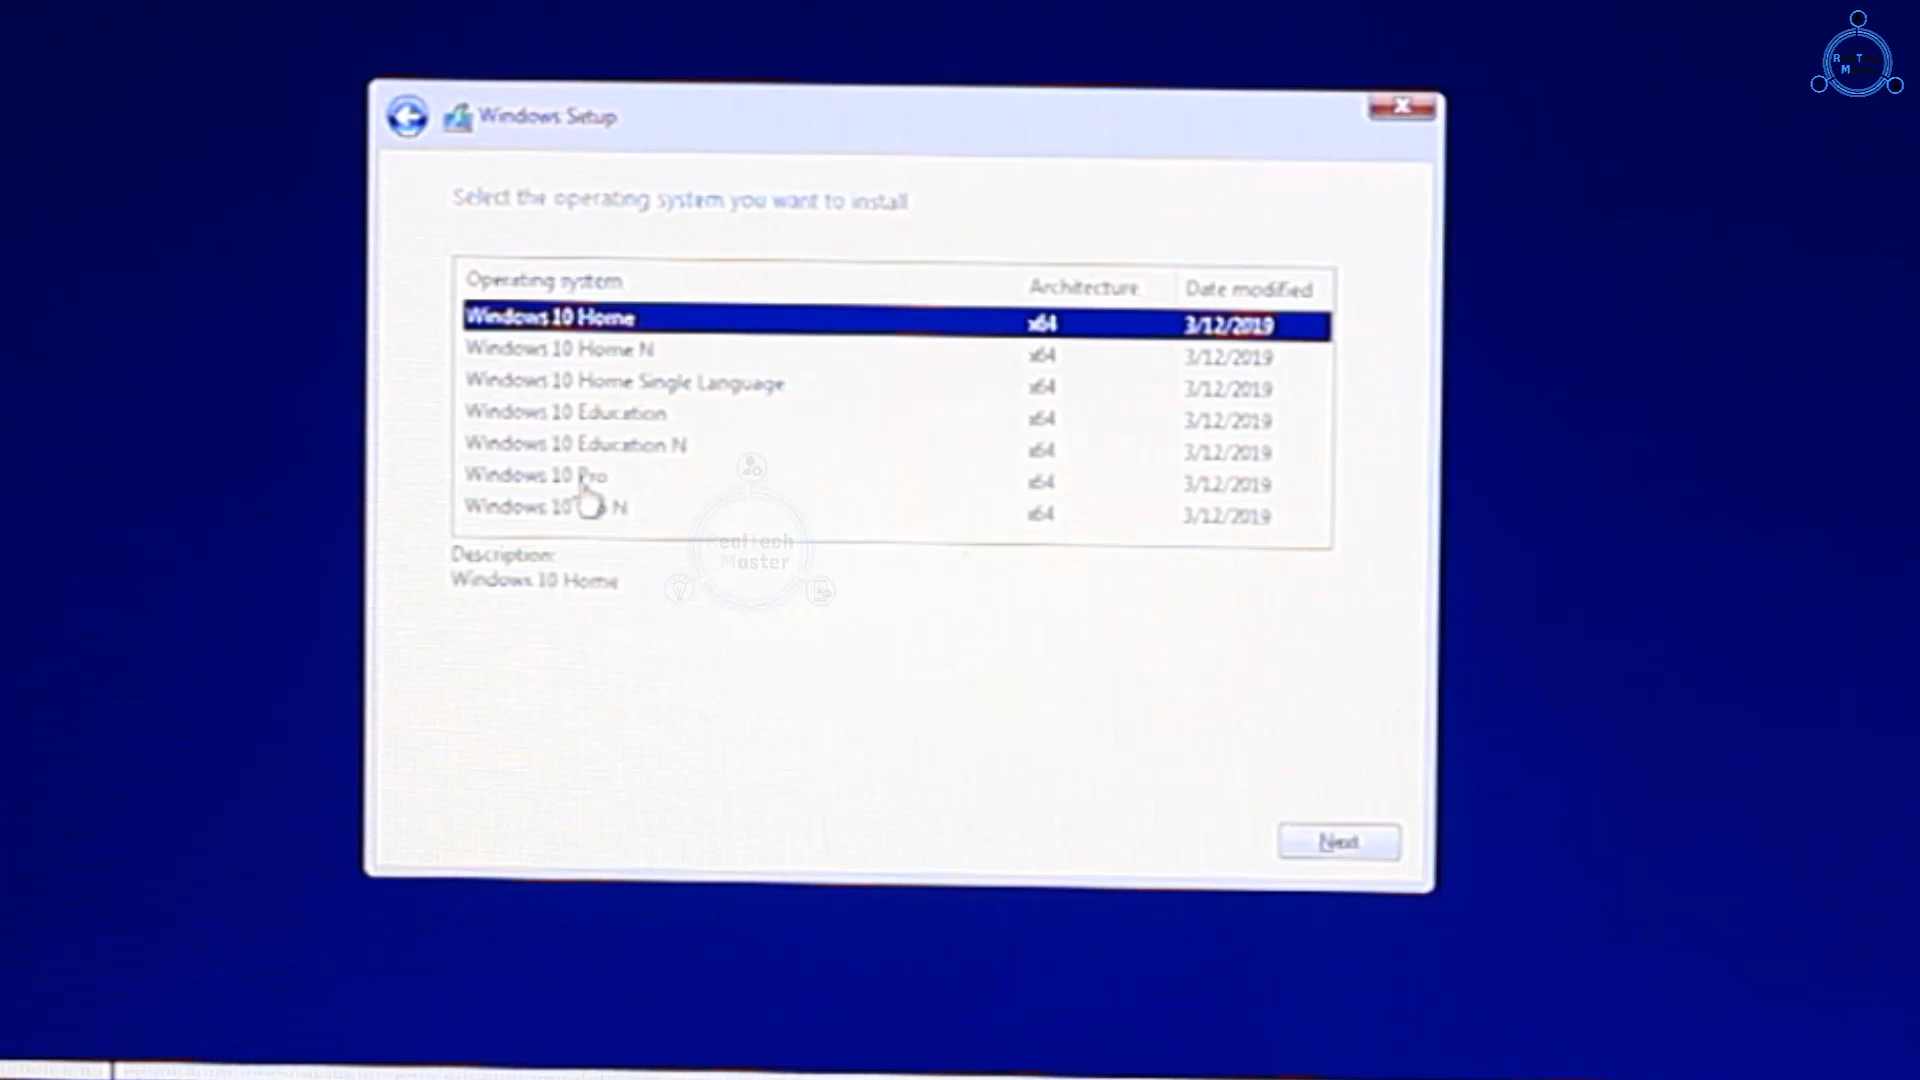 Windows Setup
Select the operating system you want to install
Operating system Architecture Date modified
Windows 10 Home x64 3/12/2019
Windows 10 Home N x64 3/12/2019
Windows 10 Home Single Language x64 3/12/2019
Windows 10 Education x64 3/12/2019
Windows 10 Education N x64 3/12/2019
Windows 10 Pro x64 3/12/2019
Windows 10 N x64 3/12/2019
Description:
Windows 10 Home
RealTech
Master
Next